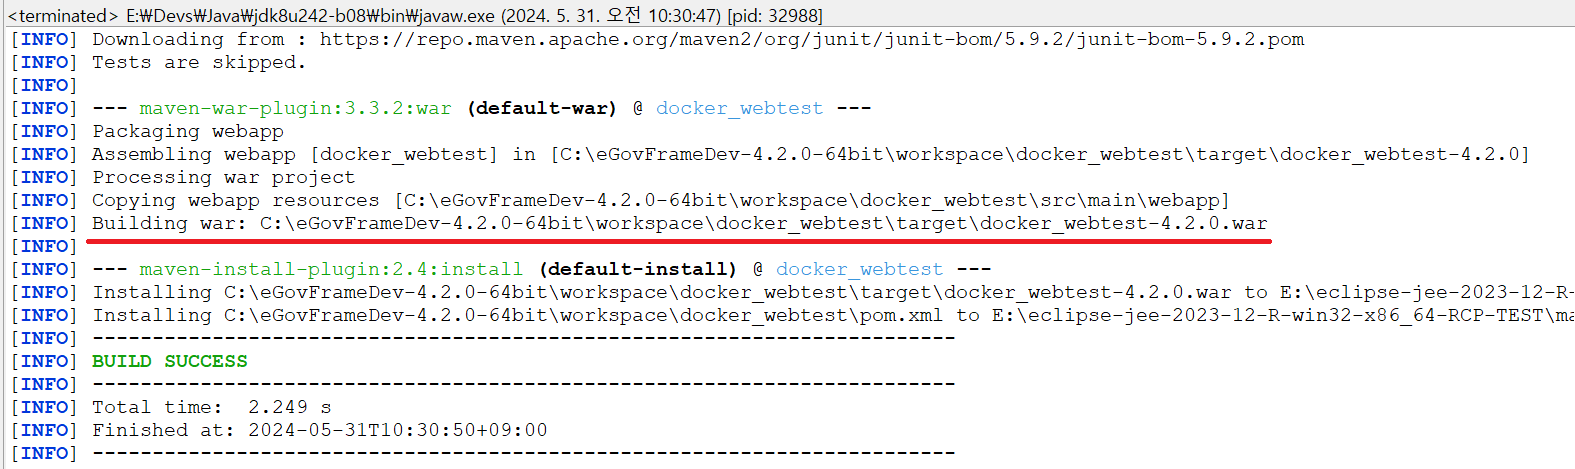 <terminated> E:₩Devs₩Java₩jdk8u242-b08₩bin₩javaw.exe (2024. 5. 31. 오전 10:30:47) [pid: 32988]
[INFO] Downloading from : https://repo.maven.apache.org/maven2/org/junit/junit-bom/5.9.2/junit-bom-5.9.2.pom
[INFO] Tests are skipped.
[INFO]
[INFO] --- maven-war-plugin:3.3.2:war (default-war) @ docker_webtest ---
[INFO] Packaging webapp
[INFO] Assembling webapp [docker_webtest] in [C:\eGovFrameDev-4.2.0-64bit\workspace\docker_webtest\target\docker_webtest-4.2.0]
[INFO] Processing war project
[INFO] Copying webapp resources [C:\eGovFrameDev-4.2.0-64bit\workspace\docker_webtest\src\main\webapp]
[INFO] Building war: C:\eGovFrameDev-4.2.0-64bit\workspace\docker_webtest\target\docker_webtest-4.2.0.war
[INFO]
[INFO] --- maven-install-plugin:2.4:install (default-install) @ docker_webtest ---
[INFO] Installing C:\eGovFrameDev-4.2.0-64bit\workspace\docker_webtest\target\docker_webtest-4.2.0.war to E:\eclipse-jee-2023-12-R-
[INFO] Installing C:\eGovFrameDev-4.2.0-64bit\workspace\docker_webtest\pom.xml to E:\eclipse-jee-2023-12-R-win32-x86_64-RCP-TEST\ma
[INFO] ------------------------------------------------------------------------
[INFO] BUILD SUCCESS
[INFO] ------------------------------------------------------------------------
[INFO] Total time:  2.249 s
[INFO] Finished at: 2024-05-31T10:30:50+09:00
[INFO] ------------------------------------------------------------------------